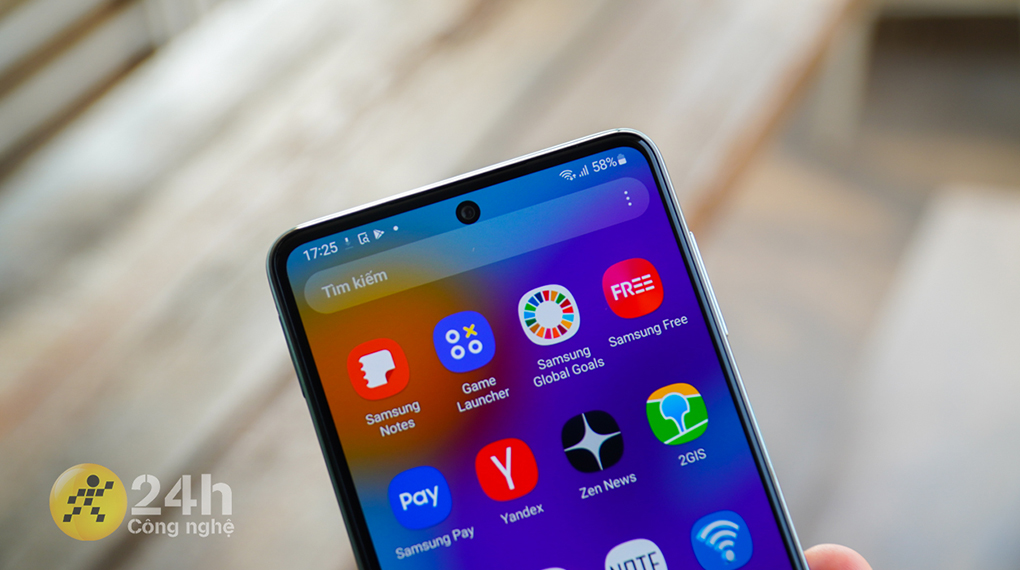 17:25
58%
Tìm kiếm
FREE
Samsung
Notes
Game
Launcher
Samsung
Global Goals
Samsung Free
Pay
Samsung Pay
Y
Yandex
Zen News
2GIS
NOTE
24h
Công nghệ